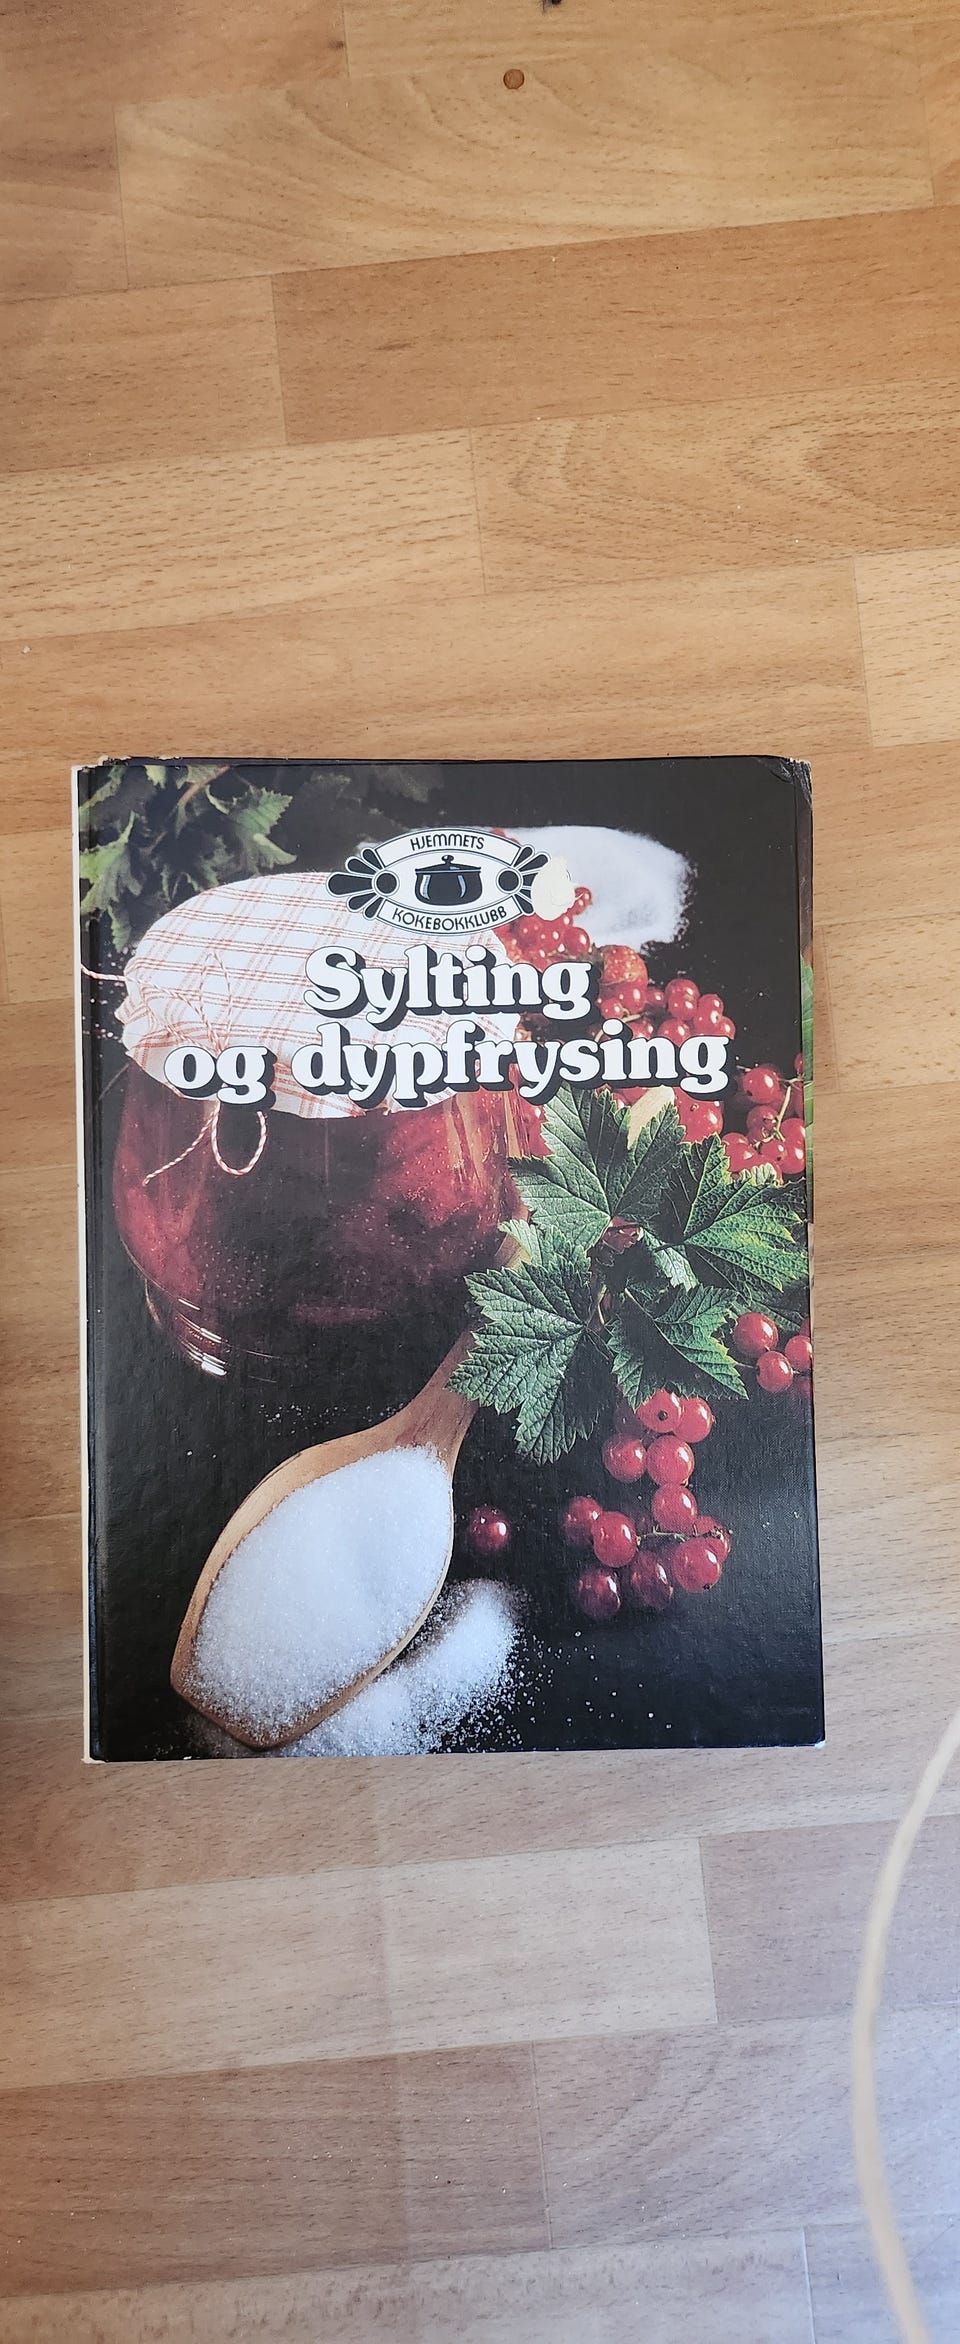 HJEMMETS
KOKEBOKKLUBB
Sylting
og dypfrysing